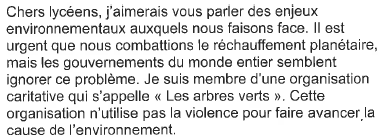 Chers lycéens, j'aimerais vous parler des enjeux
environnementaux auxquels nous faisons face. Il est
urgent que nous combattions le réchauffement planétaire,
mais les gouvernements du monde entier semblent
ignorer ce problème. Je suis membre d'une organisation
caritative qui s'appelle « Les arbres verts ». Cette
organisation n'utilise pas la violence pour faire avancer la
cause de l'environnement.